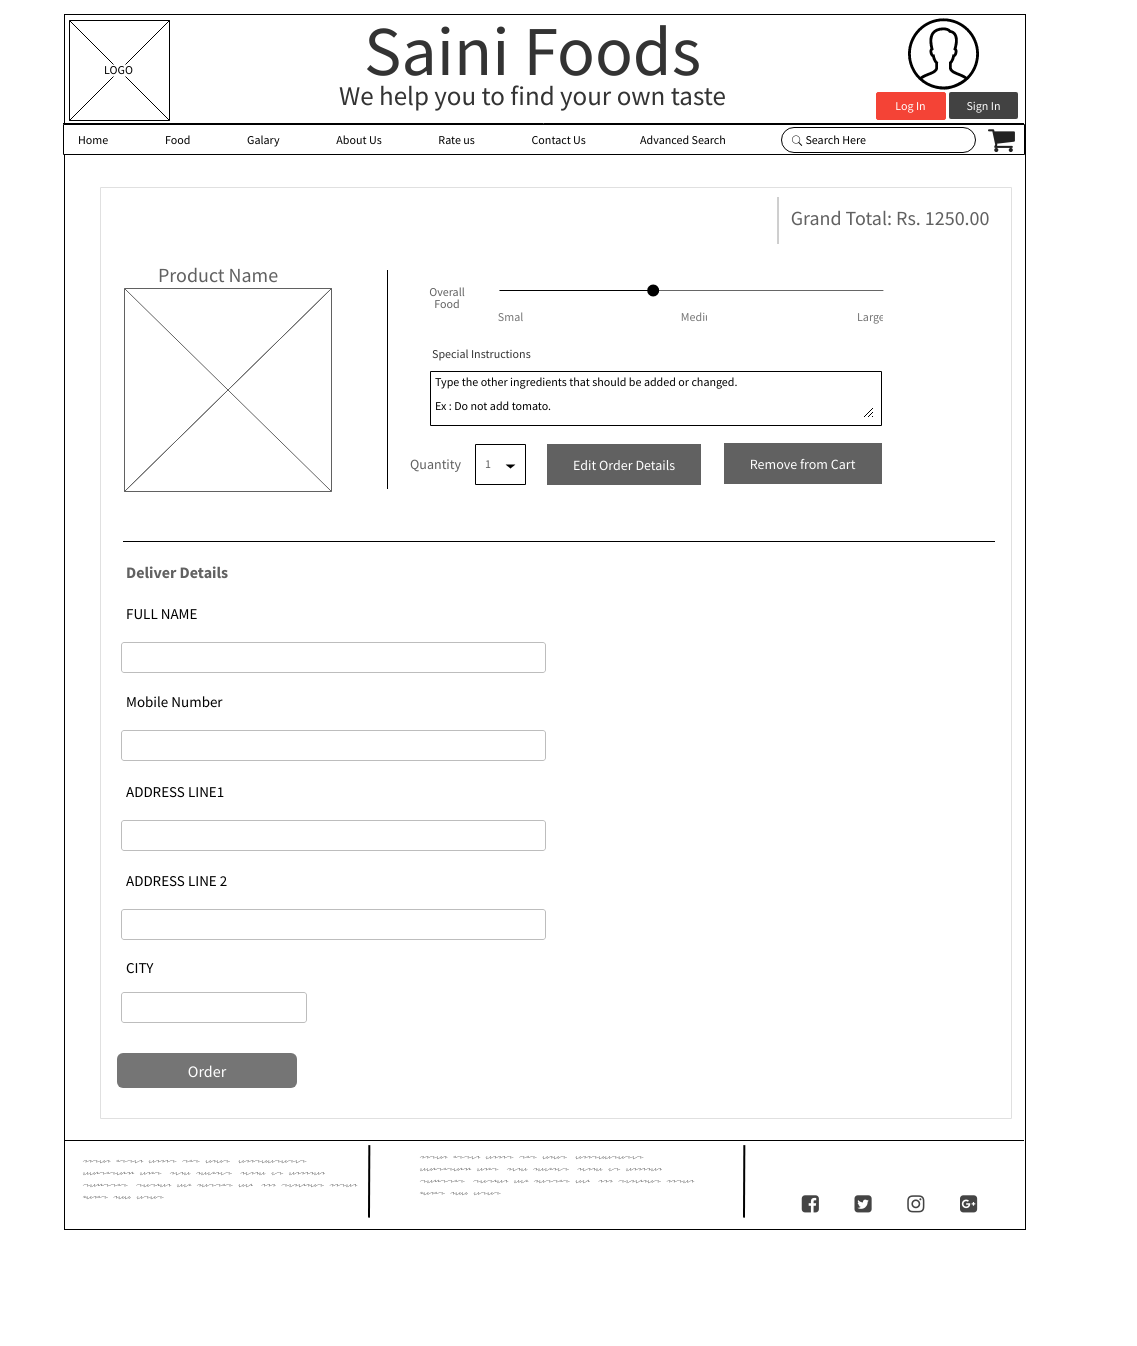 LOGO
Saini Foods
We help you to find your own taste
Log In
Sign In
Home
Food
Galary
About Us
Rate us
Contact Us
Advanced Search
Search Here
Grand Total: Rs. 1250.00
Product Name
Overall
Food
Smal
Medi
Large
Special Instructions
Type the other ingredients that should be added or changed.
Ex : Do not add tomato.
Quantity
1
Edit Order Details
Remove from Cart
Deliver Details
FULL NAME
Mobile Number
ADDRESS LINE1
ADDRESS LINE 2
CITY
Order